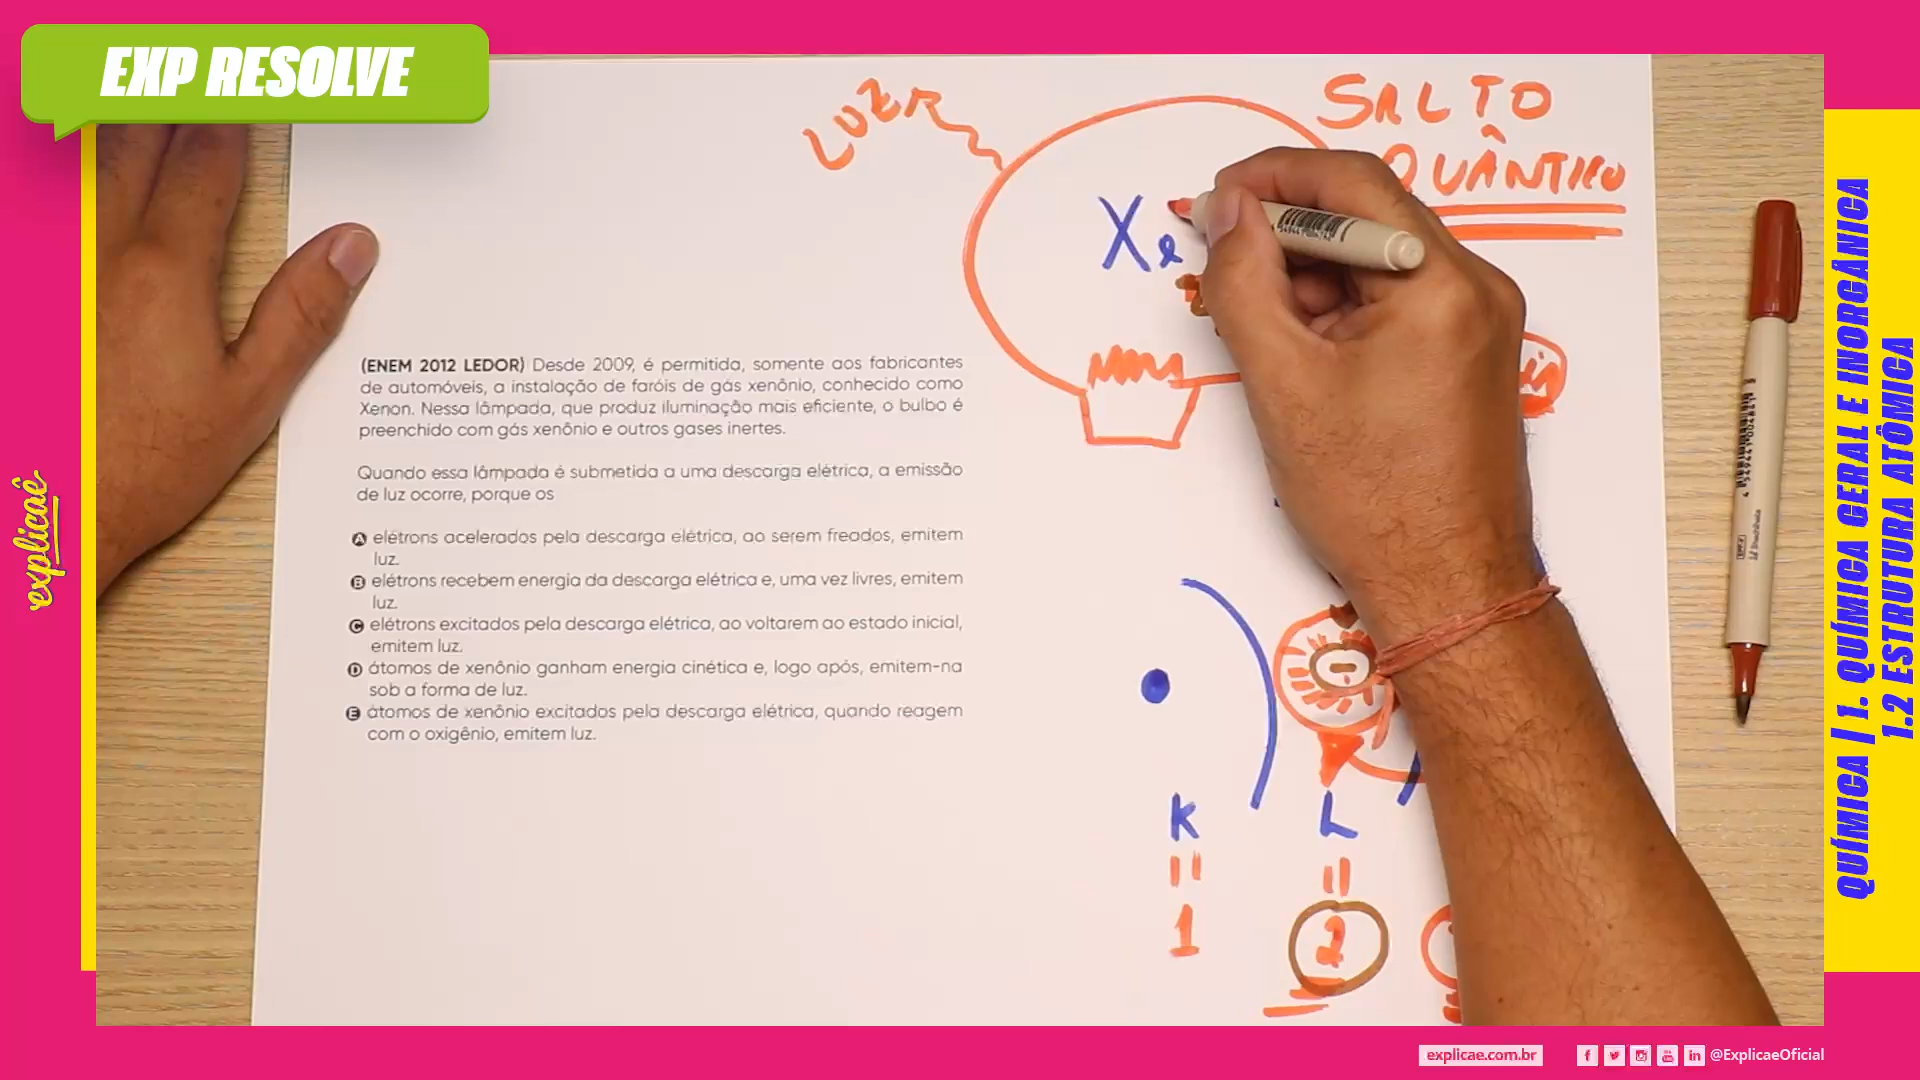 EXP RESOLVE
LUZ
SALTO
QUÂNTICO
Xe
(ENEM 2012 LEDOR) Desde 2009, é permitida, somente aos fabricantes
de automóveis, a instalação de faróis de gás xenônio, conhecido como
Xenon. Nessa lâmpada, que produz iluminação mais eficiente, o bulbo é
preenchido com gás xenônio e outros gases inertes.
Quando essa lâmpada é submetida a uma descarga elétrica, a emissão
de luz ocorre, porque os
A elétrons acelerados pela descarga elétrica, ao serem freados, emitem
luz.
B elétrons recebem energia da descarga elétrica e, uma vez livres, emitem
luz.
C elétrons excitados pela descarga elétrica, ao voltarem ao estado inicial,
emitem luz.
D átomos de xenônio ganham energia cinética e, logo após, emitem-na
sob a forma de luz.
E átomos de xenônio excitados pela descarga elétrica, quando reagem
com o oxigênio, emitem luz.
-
K
L
=
=
1
2
explicaê
QUÍMICA | 1. QUÍMICA GERAL E INORGÂNICA
1.2 ESTRUTURA ATÔMICA
explicae.com.br
@ExplicaeOficial